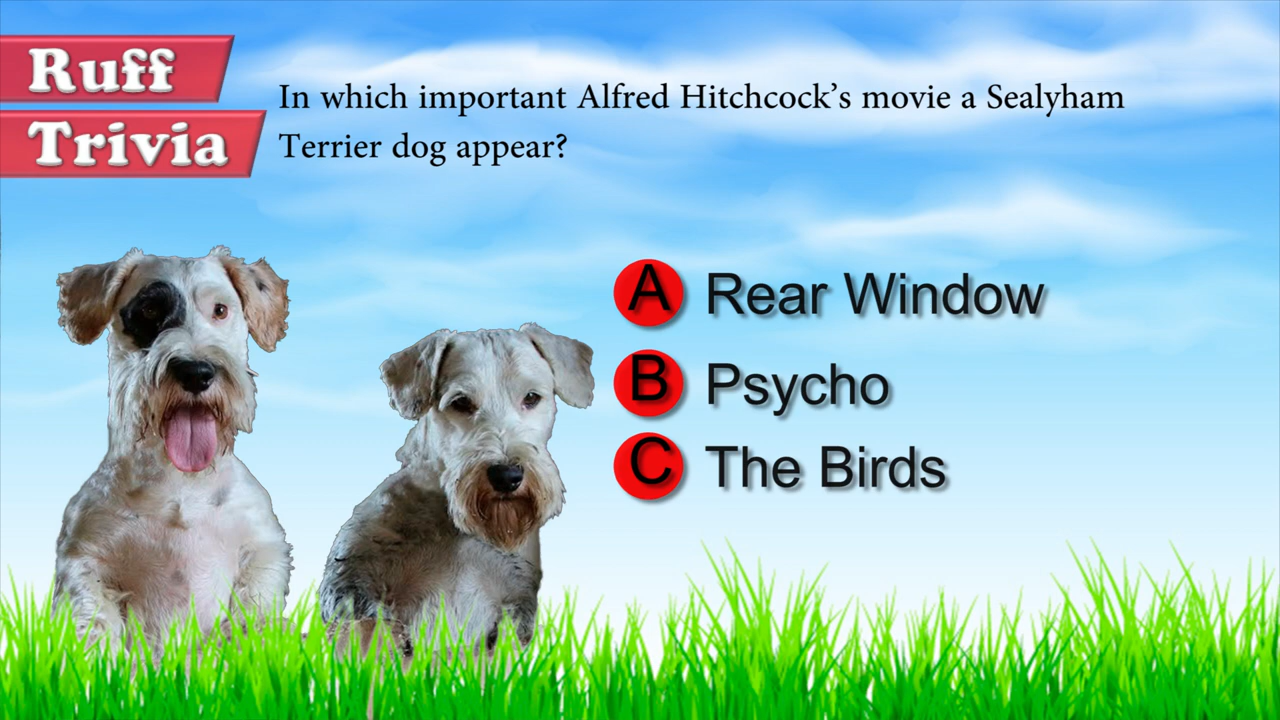 Ruff
Trivia
In which important Alfred Hitchcock’s movie a Sealyham
Terrier dog appear?
A Rear Window
B Psycho
C The Birds